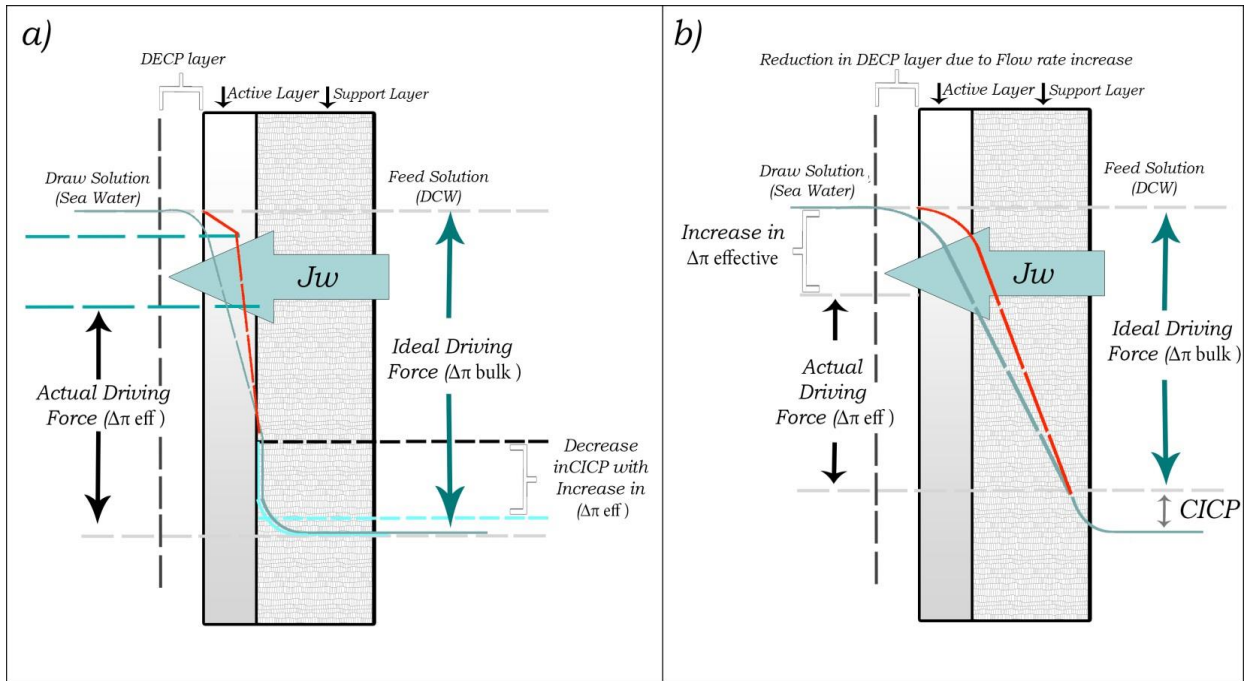 a)
DECP layer
Active Layer
Support Layer
Draw Solution
(Sea Water)
Feed Solution
(DCW)
Jw
Ideal Driving
Force (Δπ bulk )
Actual Driving
Force (Δπ eff )
Decrease
inCICP with
Increase in
(Δπ eff )
b)
Reduction in DECP layer due to Flow rate increase
Active Layer
Support Layer
Draw Solution
(Sea Water)
Feed Solution
(DCW)
Increase in
Δπ effective
Jw
Ideal Driving
Force (Δπ bulk )
Actual
Driving
Force (Δπ eff )
CICP